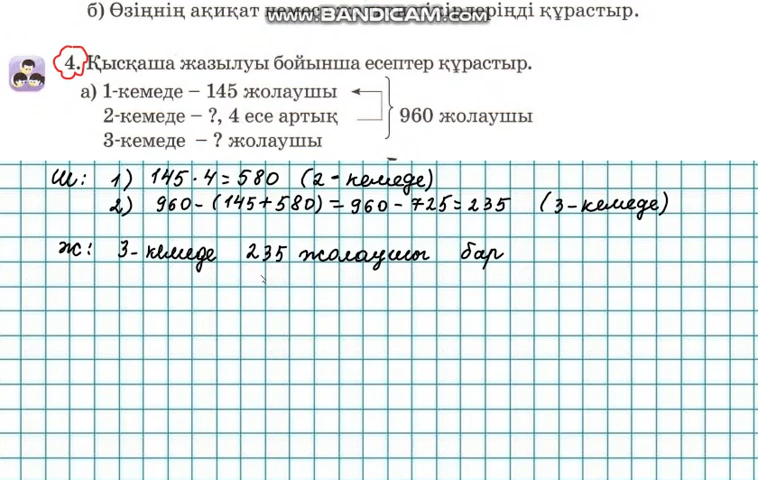 б) Өзіңнің ақиқат
WWW.BANDICAM.COM
құрастыр.
4. Қысқаша жазылуы бойынша есептер құрастыр.
а) 1-кемеде – 145 жолаушы
2-кемеде – ?, 4 есе артық
960 жолаушы
3-кемеде – ? жолаушы
Ш: 1) 145 · 4 = 580 (2 - кемеде)
2) 960 - (145 + 580) = 960 - 725 = 235 (3 - кемеде)
Ж: 3 - кемеде 235 жолаушы бар